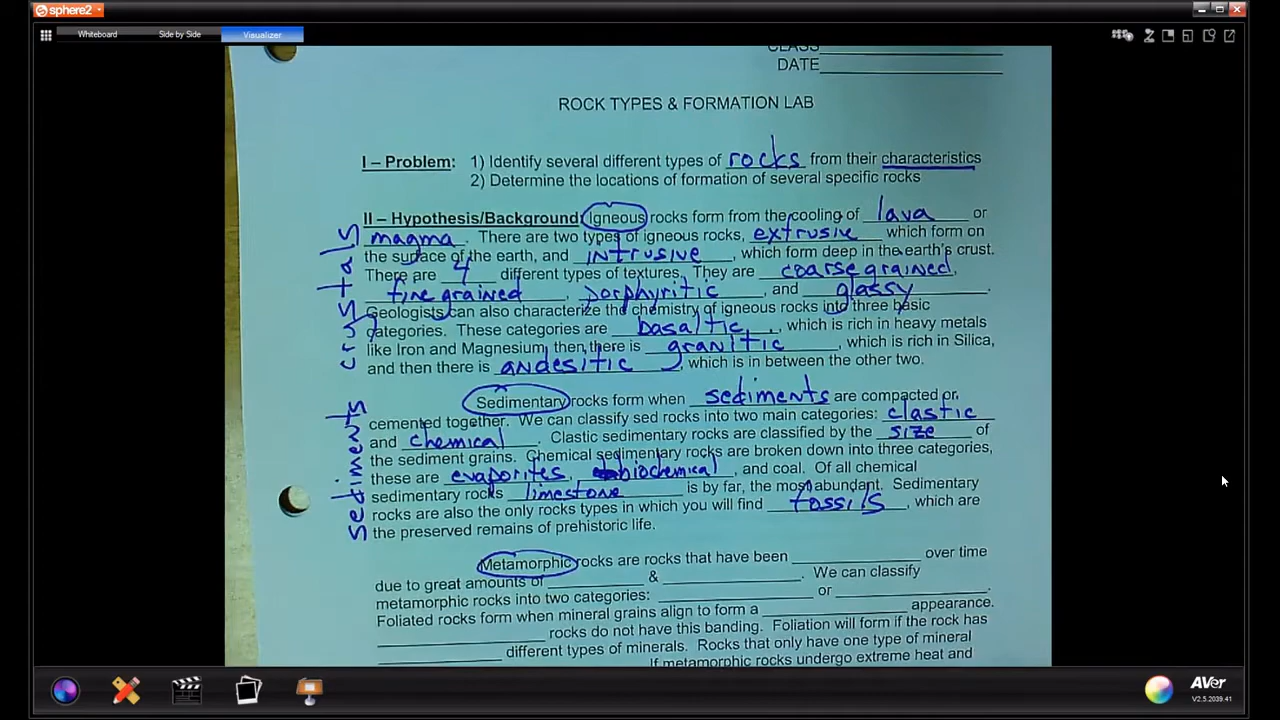 sphere2
Whiteboard Side by Side Visualizer
CLASS
DATE
ROCK TYPES & FORMATION LAB
I – Problem: 1) Identify several different types of rocks from their characteristics
2) Determine the locations of formation of several specific rocks
II – Hypothesis/Background: Igneous rocks form from the cooling of lava or
magma. There are two types of igneous rocks, extrusive which form on
the surface of the earth, and intrusive, which form deep in the earth's crust.
There are 4 different types of textures. They are coarse grained,
fine grained, porphyritic, and glassy.
Geologists can also characterize the chemistry of igneous rocks into three basic
categories. These categories are basaltic, which is rich in heavy metals
like Iron and Magnesium, then there is granitic, which is rich in Silica,
and then there is andesitic, which is in between the other two.
crystals
Sedimentary rocks form when sediments are compacted or
cemented together. We can classify sed rocks into two main categories: clastic
and chemical. Clastic sedimentary rocks are classified by the size of
the sediment grains. Chemical sedimentary rocks are broken down into three categories,
these are evaporites, biochemical, and coal. Of all chemical
sedimentary rocks limestone is by far, the most abundant. Sedimentary
rocks are also the only rocks types in which you will find fossils, which are
the preserved remains of prehistoric life.
sediments
Metamorphic rocks are rocks that have been over time
due to great amounts of & . We can classify
metamorphic rocks into two categories: or .
Foliated rocks form when mineral grains align to form a appearance.
rocks do not have this banding. Foliation will form if the rock has
different types of minerals. Rocks that only have one type of mineral
If metamorphic rocks undergo extreme heat and
AVer
V2.5.2039.41